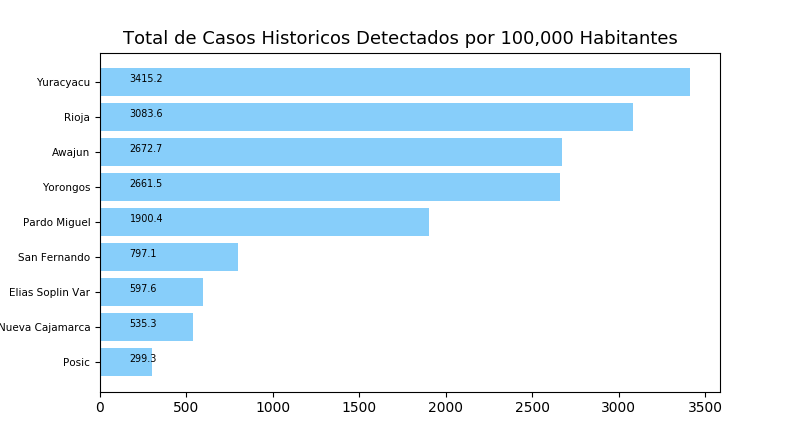 Total de Casos Historicos Detectados por 100,000 Habitantes
Yuracyacu 3415.2
Rioja 3083.6
Awajun 2672.7
Yorongos 2661.5
Pardo Miguel 1900.4
San Fernando 797.1
Elias Soplin Var 597.6
Nueva Cajamarca 535.3
Posic 299.3
0 500 1000 1500 2000 2500 3000 3500